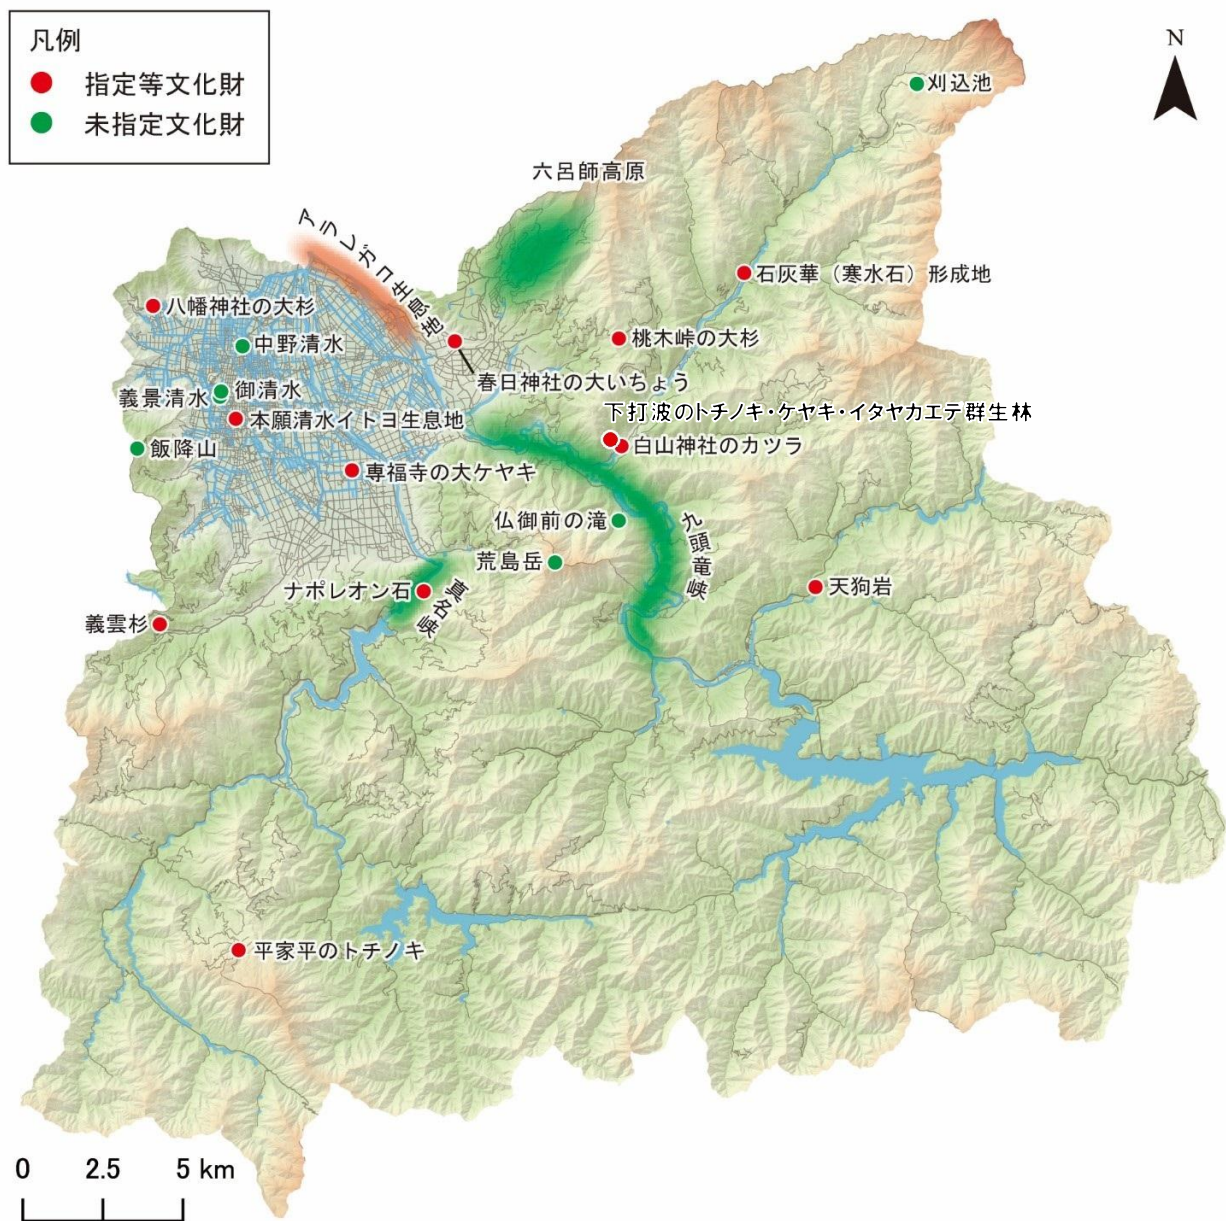 凡例
指定等文化財
未指定文化財
N
刈込池
六呂師高原
アラレガコ生息地
石灰華（寒水石）形成地
八幡神社の大杉
中野清水
桃木峠の大杉
春日神社の大いちょう
御清水
義景清水
下打波のトチノキ・ケヤキ・イタヤカエデ群生林
本願清水イトヨ生息地
白山神社のカツラ
飯降山
専福寺の大ケヤキ
仏御前の滝
九頭竜峡
荒島岳
ナポレオン石
真名峡
天狗岩
義雲杉
平家平のトチノキ
0 2.5 5 km